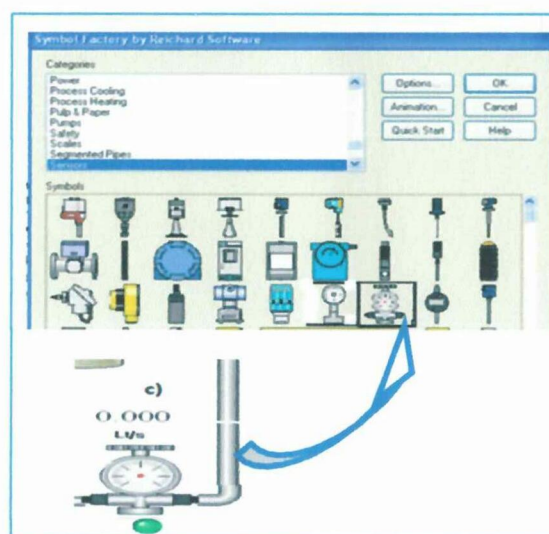 Symbol Factory by Reichard Software
Categories
Power
Process Cooling
Process Heating
Pulp & Paper
Pumps
Safety
Scales
Segmented Pipes
Sensors
Options...
OK
Animation...
Cancel
Quick Start
Help
Symbols
c)
0.000
Lt/s